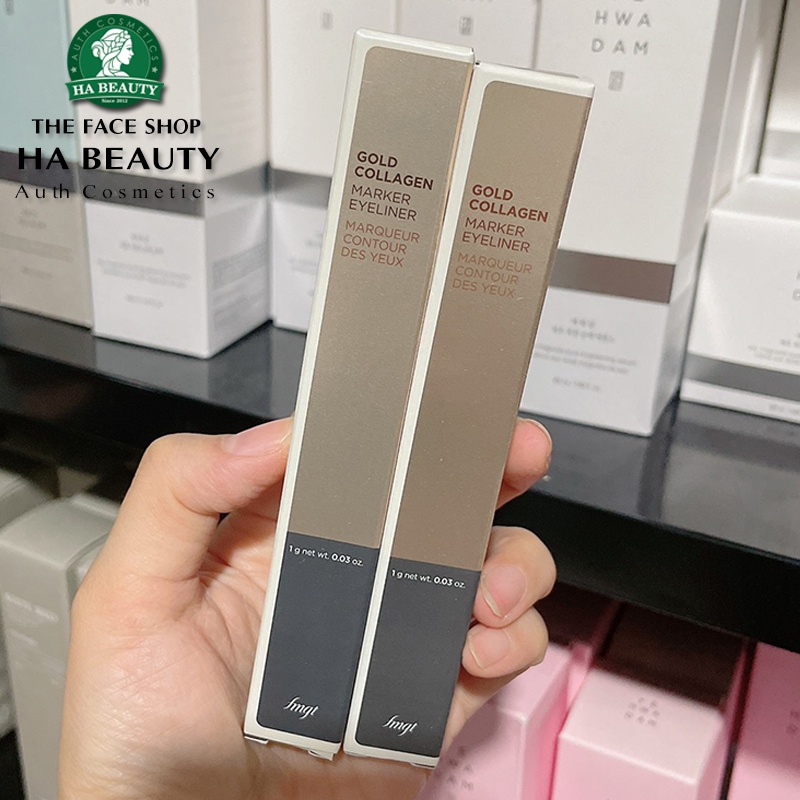 AUTH COSMETICS
HA BEAUTY
Since 2012
THE FACE SHOP
HA BEAUTY
Auth Cosmetics
HWA
DAM
GOLD
COLLAGEN
MARKER
EYELINER
MARQUEUR
CONTOUR
DES YEUX
1 g net wt. 0.03 oz.
fmgt
GOLD
COLLAGEN
MARKER
EYELINER
MARQUEUR
CONTOUR
DES YEUX
1 g net wt. 0.03 oz.
fmgt